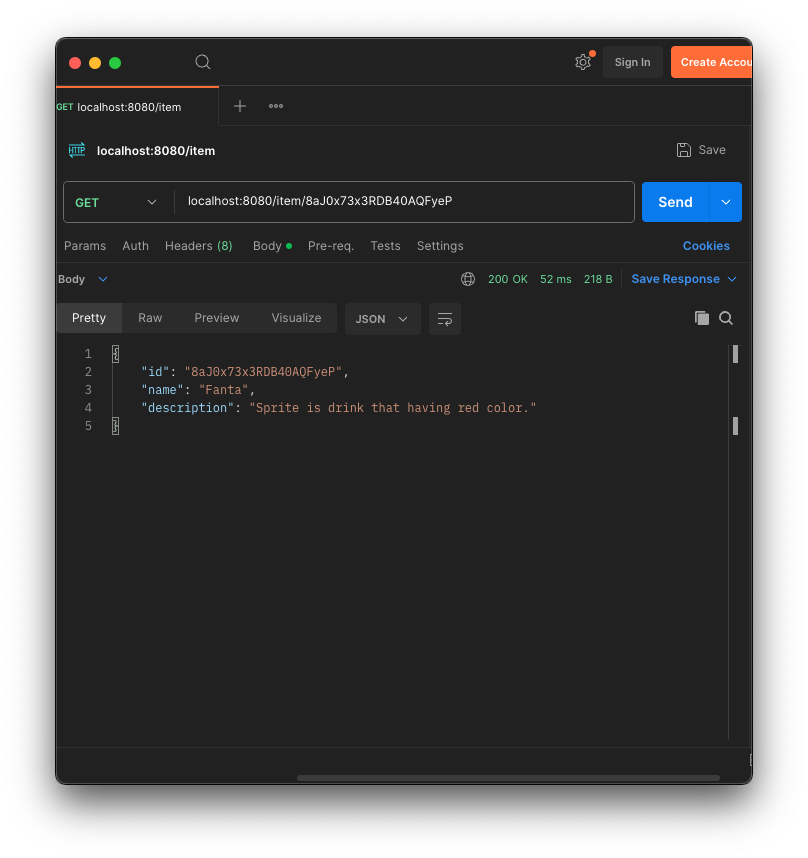 Sign In
Create Accou
GET localhost:8080/item
HTTP localhost:8080/item
Save
GET
localhost:8080/item/8aJ0x73x3RDB40AQFyeP
Send
Params Auth Headers (8) Body Pre-req. Tests Settings Cookies
Body 200 OK 52 ms 218 B Save Response
Pretty Raw Preview Visualize JSON
1 {
2 "id": "8aJ0x73x3RDB40AQFyeP",
3 "name": "Fanta",
4 "description": "Sprite is drink that having red color."
5 }